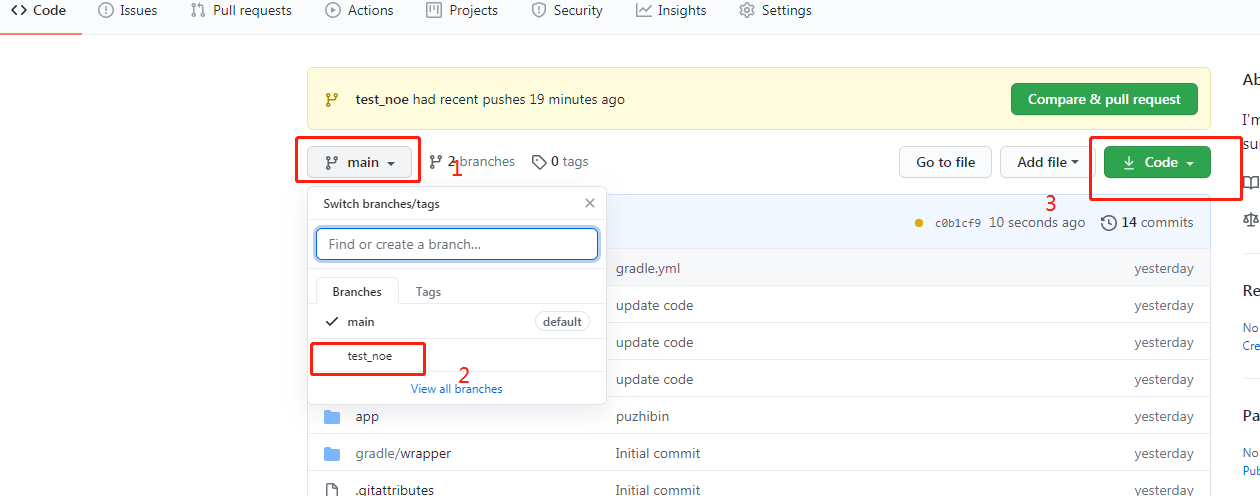 Code Issues Pull requests Actions Projects Security Insights Settings
test_noe had recent pushes 19 minutes ago Compare & pull request
main 2 branches 0 tags Go to file Add file Code
1
3
Switch branches/tags
c0b1cf9 10 seconds ago 14 commits
Find or create a branch...
gradle.yml yesterday
Branches Tags
update code yesterday
main default
update code yesterday
test_noe
2
update code yesterday
View all branches
app puzhibin yesterday
gradle/wrapper Initial commit yesterday
.gitattributes Initial commit yesterday
Ab
I'm
sur
Re
No
Cre
Pa
No
Pub